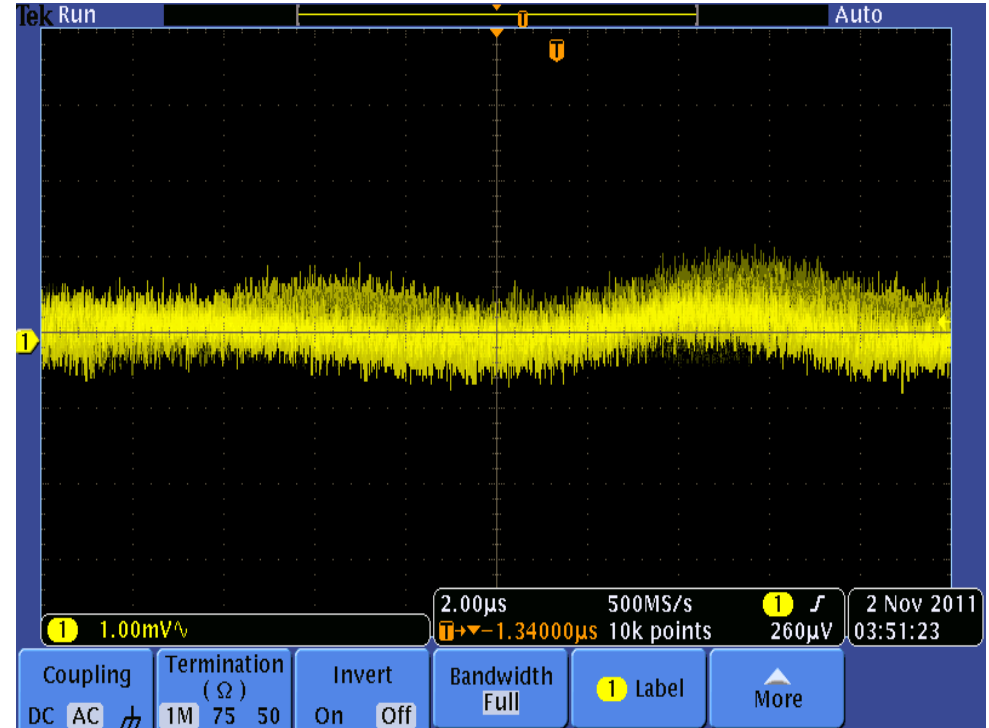 Tek Run Auto
T
T
1
2.00µs 500MS/s 1 ∫ 2 Nov 2011
1 1.00mV∿ T→▼−1.34000µs 10k points 260µV 03:51:23
Coupling Termination Invert Bandwidth 1 Label More
(Ω) Full
DC AC 1M 75 50 On Off